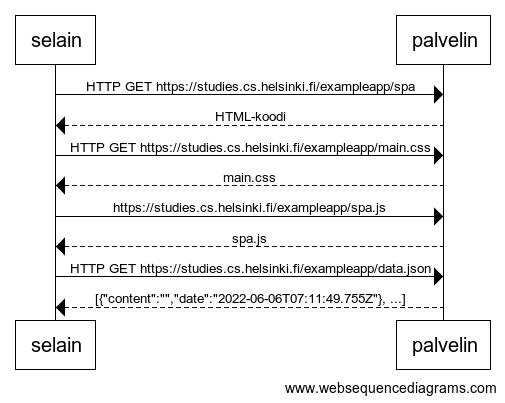 selain
palvelin
HTTP GET https://studies.cs.helsinki.fi/exampleapp/spa
HTML-koodi
HTTP GET https://studies.cs.helsinki.fi/exampleapp/main.css
main.css
https://studies.cs.helsinki.fi/exampleapp/spa.js
spa.js
HTTP GET https://studies.cs.helsinki.fi/exampleapp/data.json
[{"content":"","date":"2022-06-06T07:11:49.755Z"}, ...]
selain
palvelin
www.websequencediagrams.com